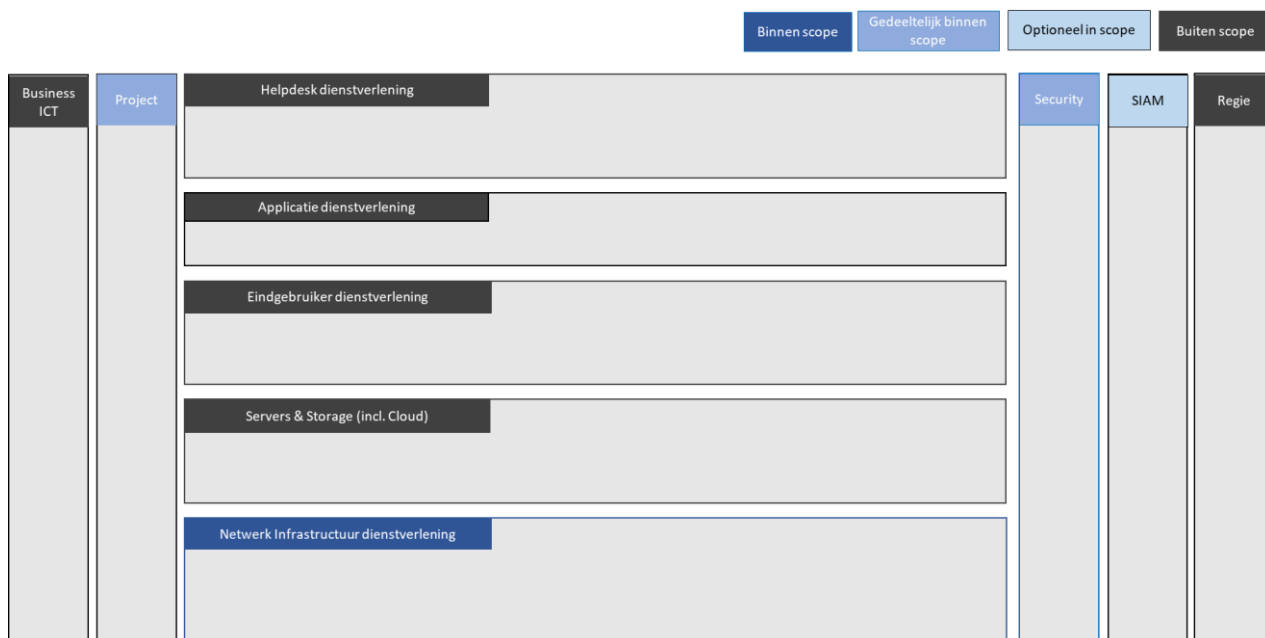 Binnen scope
Gedeeltelijk binnen
scope
Optioneel in scope
Buiten scope
Business
ICT
Project
Helpdesk dienstverlening
Security
SIAM
Regie
Applicatie dienstverlening
Eindgebruiker dienstverlening
Servers & Storage (incl. Cloud)
Netwerk Infrastructuur dienstverlening